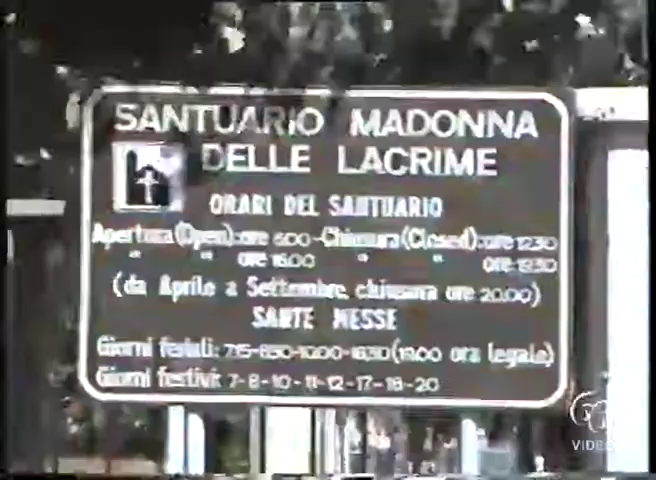 SANTUARIO MADONNA
DELLE LACRIME
ORARI DEL SANTUARIO
Apertura (Open): ore 6.00 - Chiusura (Closed): ore 12.30
" " ore 16.00 " " ore 19.30
(da Aprile a Settembre chiusura ore 20.00)
SANTE MESSE
Giorni feriali: 7.15-8.30-10.00-18.30 (19.00 ora legale)
Giorni festivi: 7-8-10-11-12-17-18-20
VIDEO